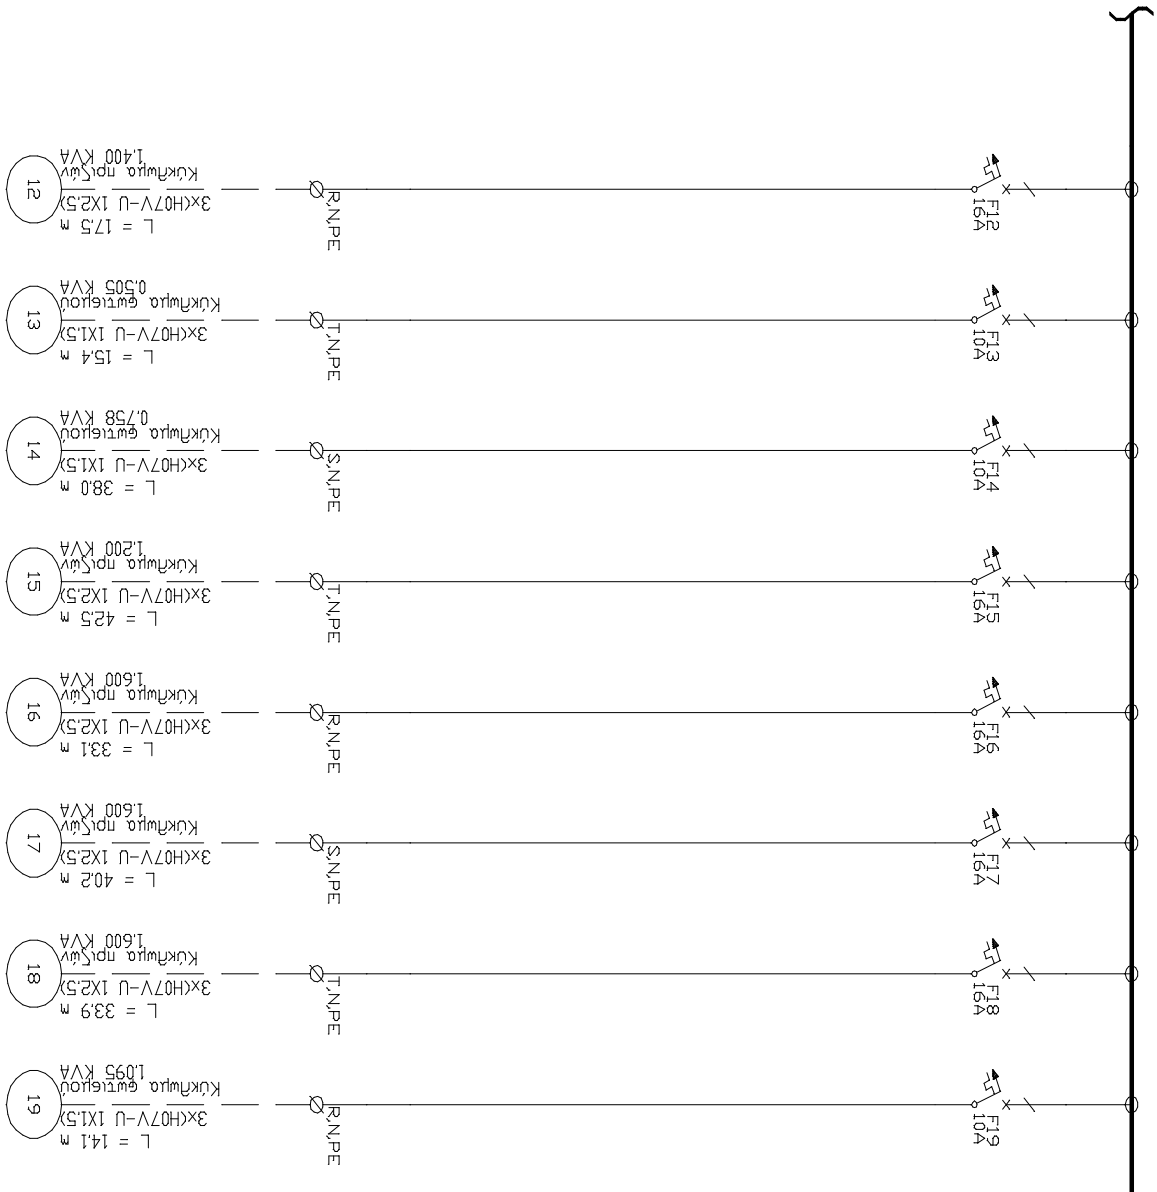 12
1.400 KVA
Κύκλωμα πριζών
3x(H07V-U 1X2.5)
L = 17.5 m
R,N,PE
F12
16A
13
0.505 KVA
Κύκλωμα φωτισμού
3x(H07V-U 1X1.5)
L = 15.4 m
T,N,PE
F13
10A
14
0.758 KVA
Κύκλωμα φωτισμού
3x(H07V-U 1X1.5)
L = 38.0 m
S,N,PE
F14
10A
15
1.200 KVA
Κύκλωμα πριζών
3x(H07V-U 1X2.5)
L = 42.5 m
T,N,PE
F15
16A
16
1.600 KVA
Κύκλωμα πριζών
3x(H07V-U 1X2.5)
L = 33.1 m
R,N,PE
F16
16A
17
1.600 KVA
Κύκλωμα πριζών
3x(H07V-U 1X2.5)
L = 40.2 m
S,N,PE
F17
16A
18
1.600 KVA
Κύκλωμα πριζών
3x(H07V-U 1X2.5)
L = 33.9 m
T,N,PE
F18
16A
19
1.095 KVA
Κύκλωμα φωτισμού
3x(H07V-U 1X1.5)
L = 14.1 m
R,N,PE
F19
10A